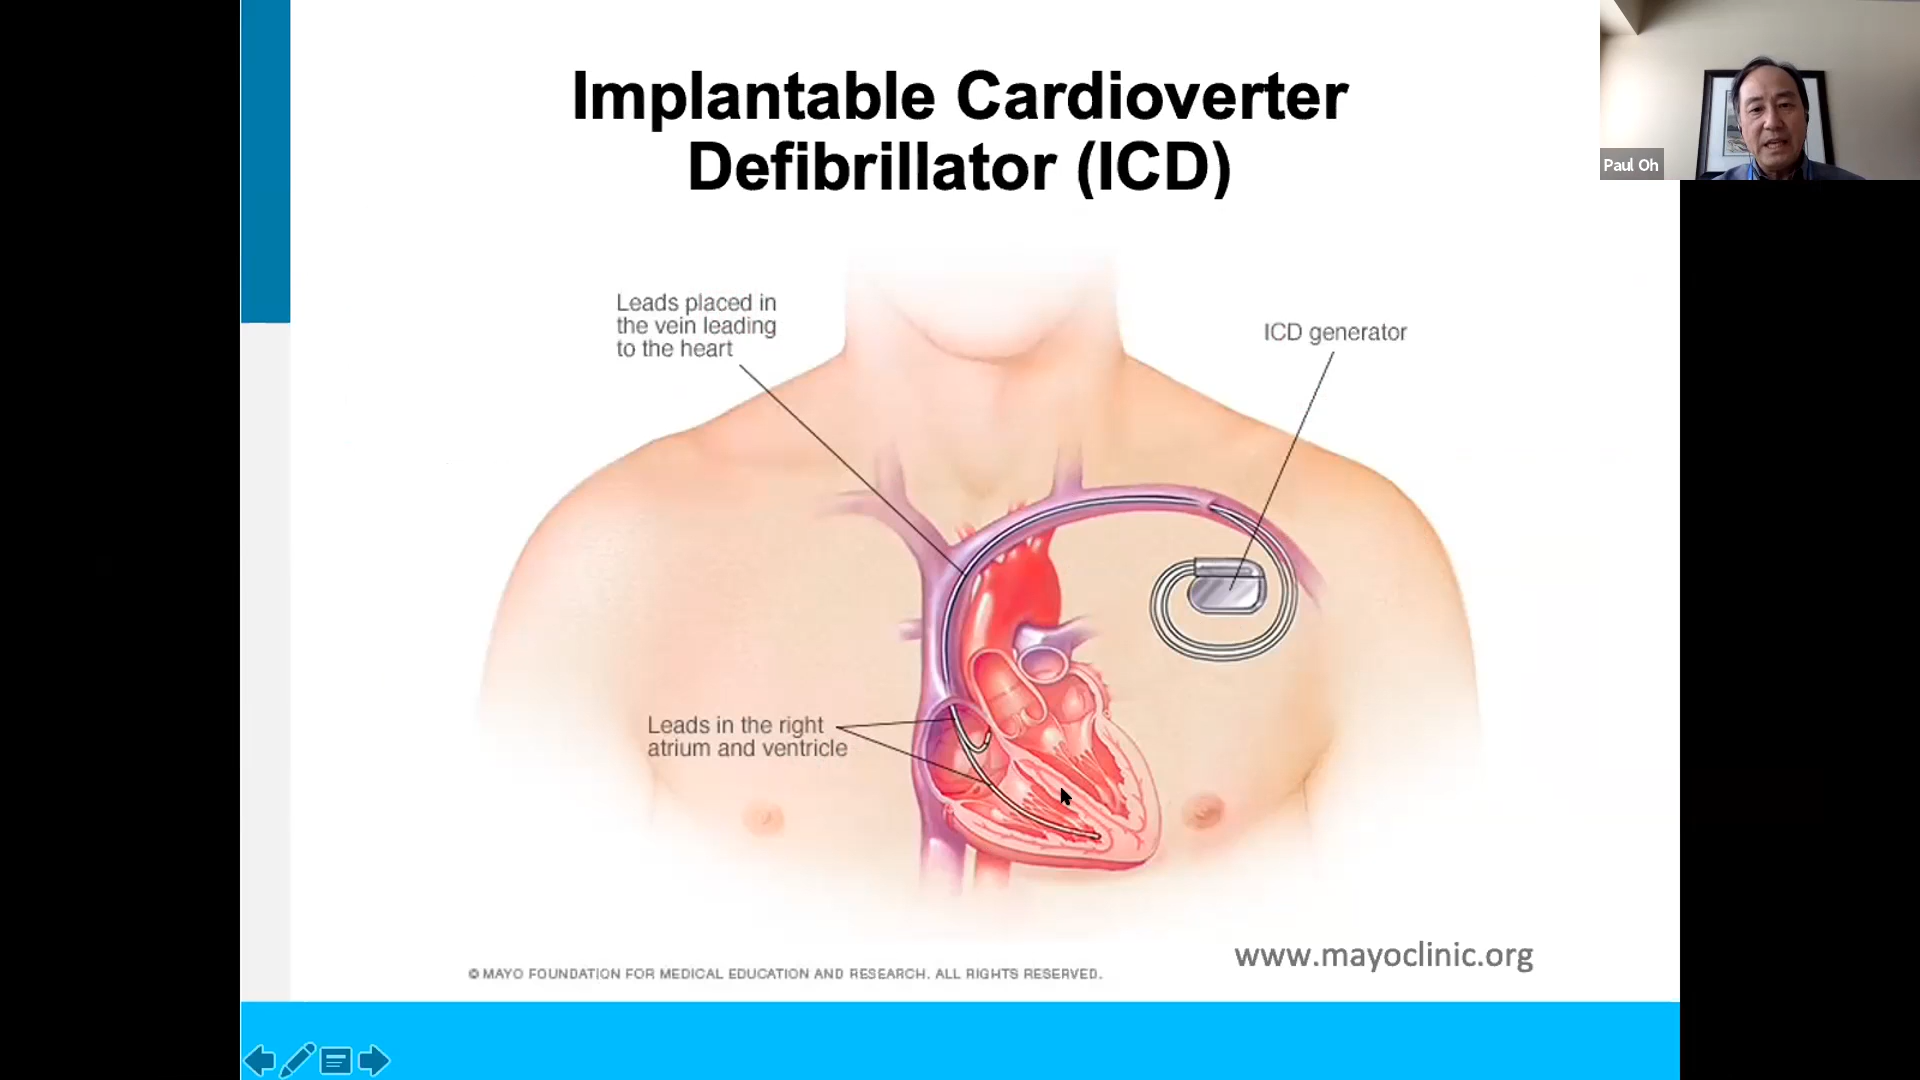 Implantable Cardioverter
Defibrillator (ICD)
Paul Oh
Leads placed in
the vein leading
to the heart
ICD generator
Leads in the right
atrium and ventricle
www.mayoclinic.org
© MAYO FOUNDATION FOR MEDICAL EDUCATION AND RESEARCH. ALL RIGHTS RESERVED.